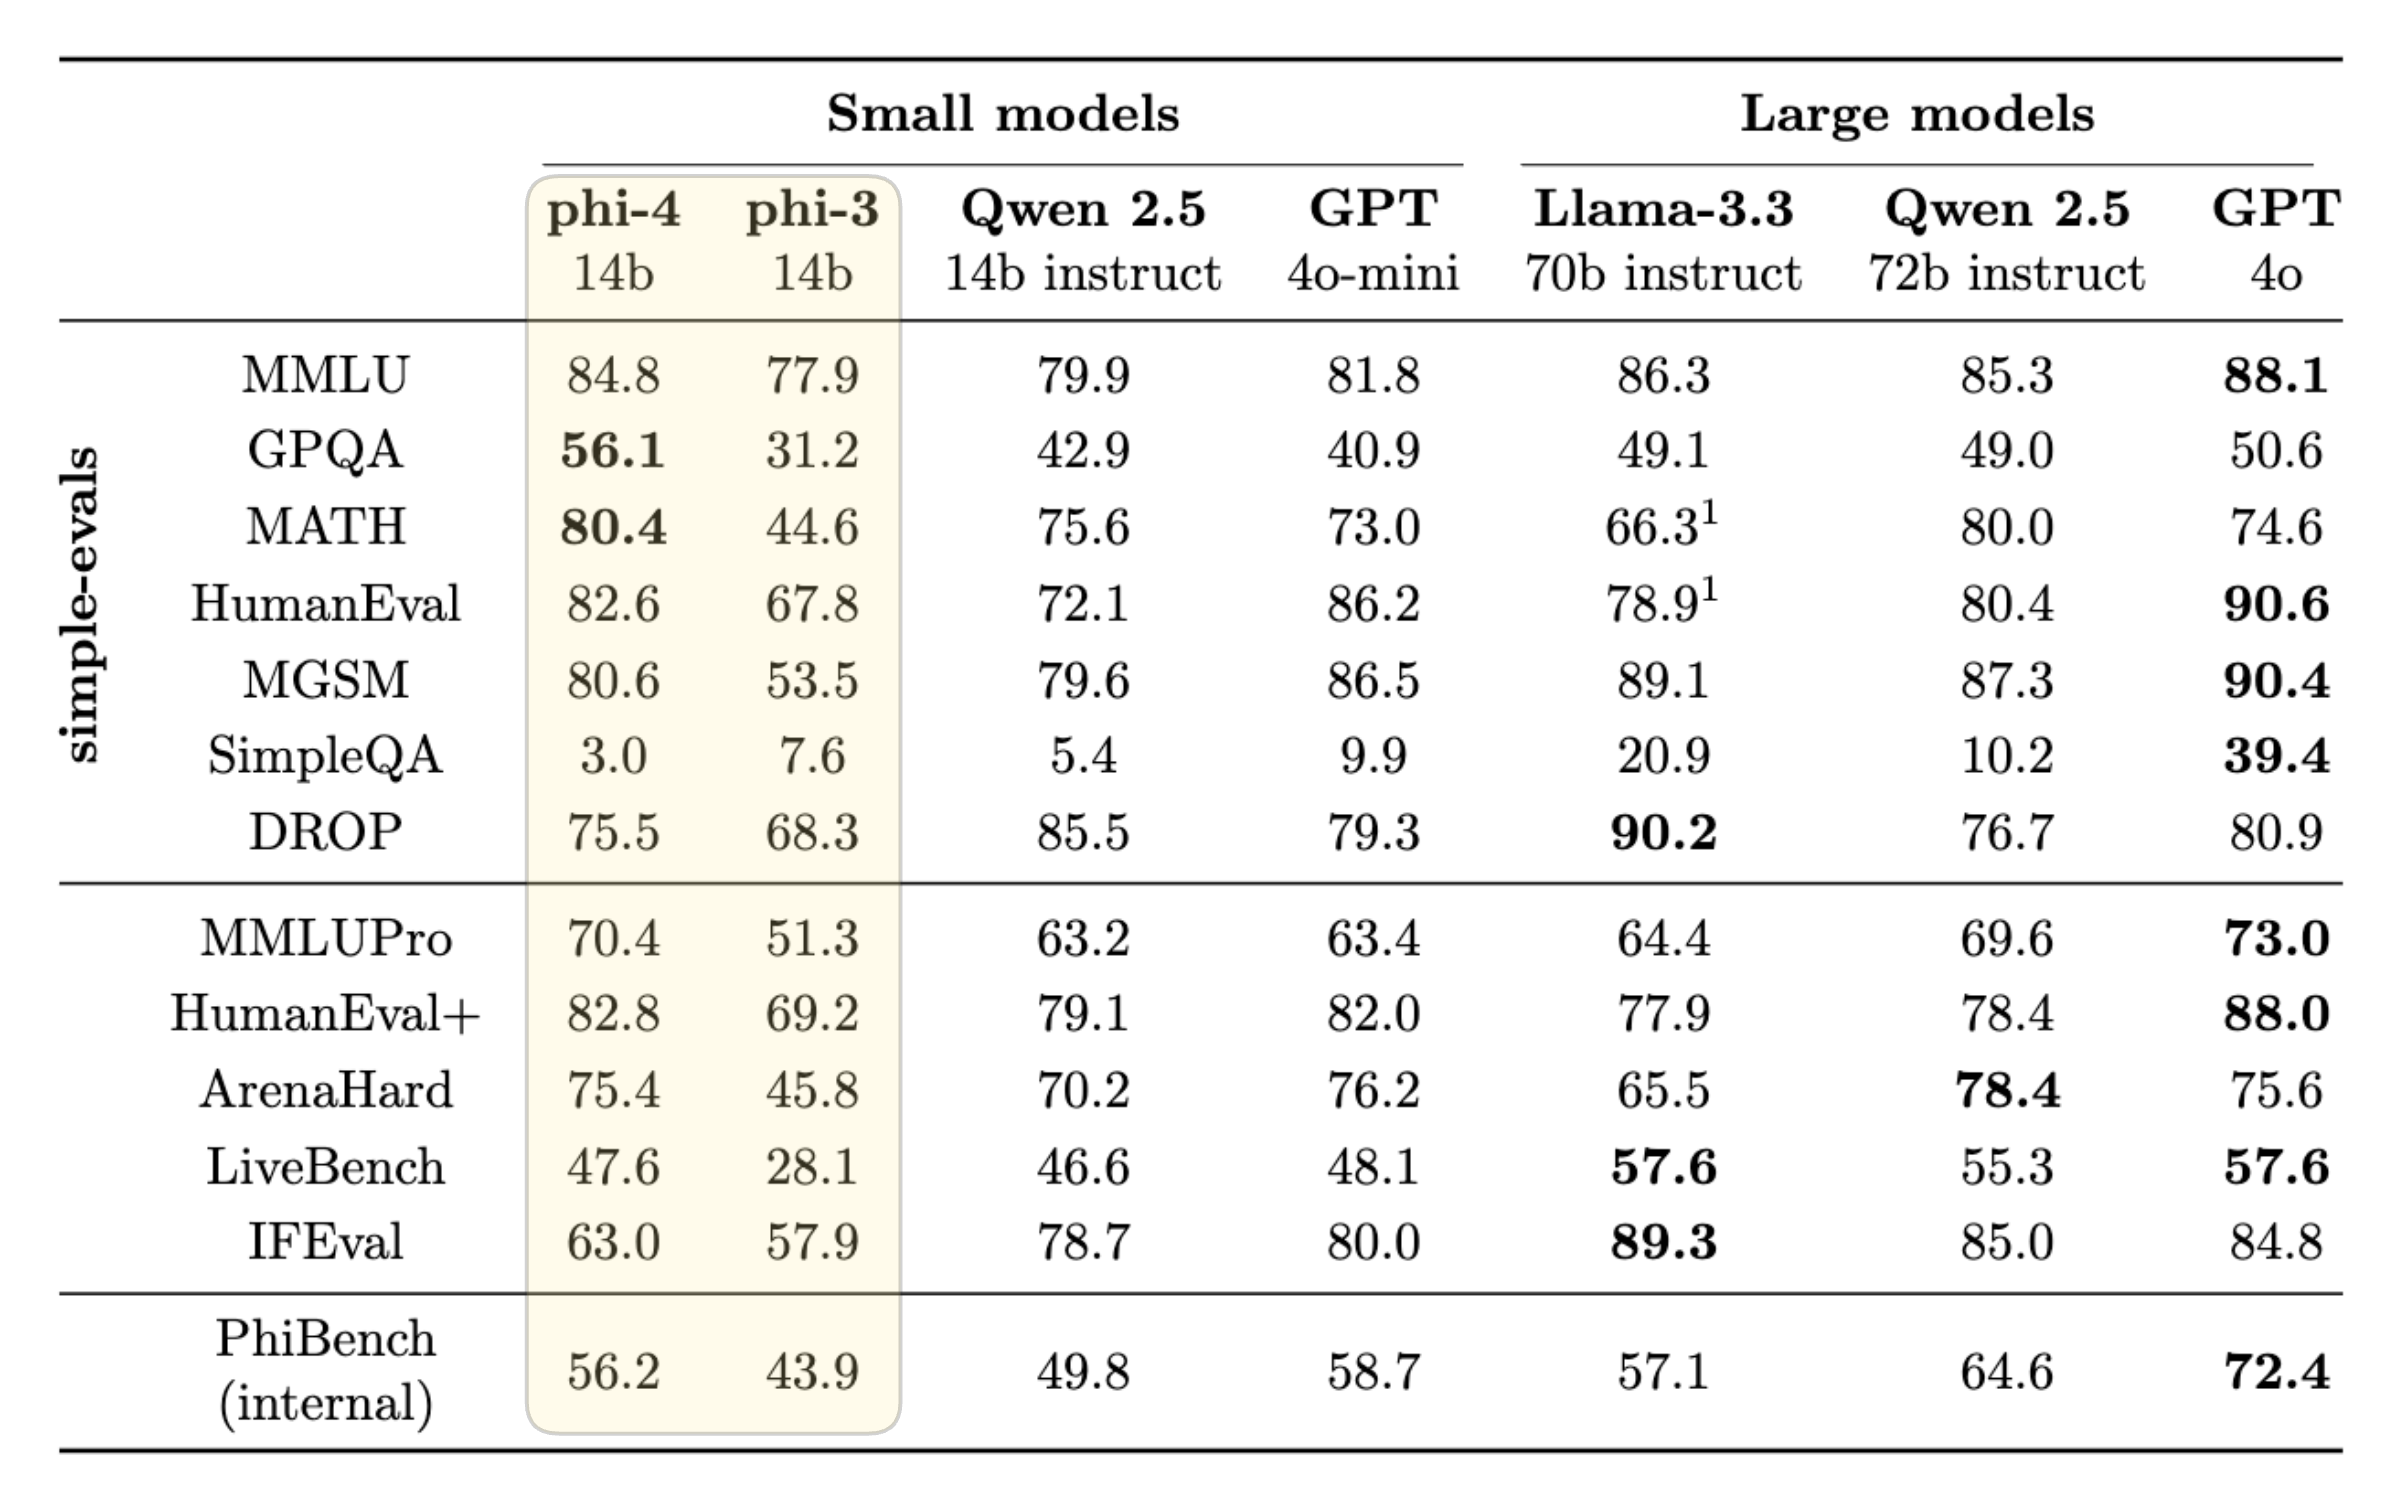 Small models Large models
phi-4 phi-3 Qwen 2.5 GPT Llama-3.3 Qwen 2.5 GPT
14b 14b 14b instruct 4o-mini 70b instruct 72b instruct 4o
simple-evals
MMLU 84.8 77.9 79.9 81.8 86.3 85.3 88.1
GPQA 56.1 31.2 42.9 40.9 49.1 49.0 50.6
MATH 80.4 44.6 75.6 73.0 66.3¹ 80.0 74.6
HumanEval 82.6 67.8 72.1 86.2 78.9¹ 80.4 90.6
MGSM 80.6 53.5 79.6 86.5 89.1 87.3 90.4
SimpleQA 3.0 7.6 5.4 9.9 20.9 10.2 39.4
DROP 75.5 68.3 85.5 79.3 90.2 76.7 80.9
MMLUPro 70.4 51.3 63.2 63.4 64.4 69.6 73.0
HumanEval+ 82.8 69.2 79.1 82.0 77.9 78.4 88.0
ArenaHard 75.4 45.8 70.2 76.2 65.5 78.4 75.6
LiveBench 47.6 28.1 46.6 48.1 57.6 55.3 57.6
IFEval 63.0 57.9 78.7 80.0 89.3 85.0 84.8
PhiBench
(internal) 56.2 43.9 49.8 58.7 57.1 64.6 72.4